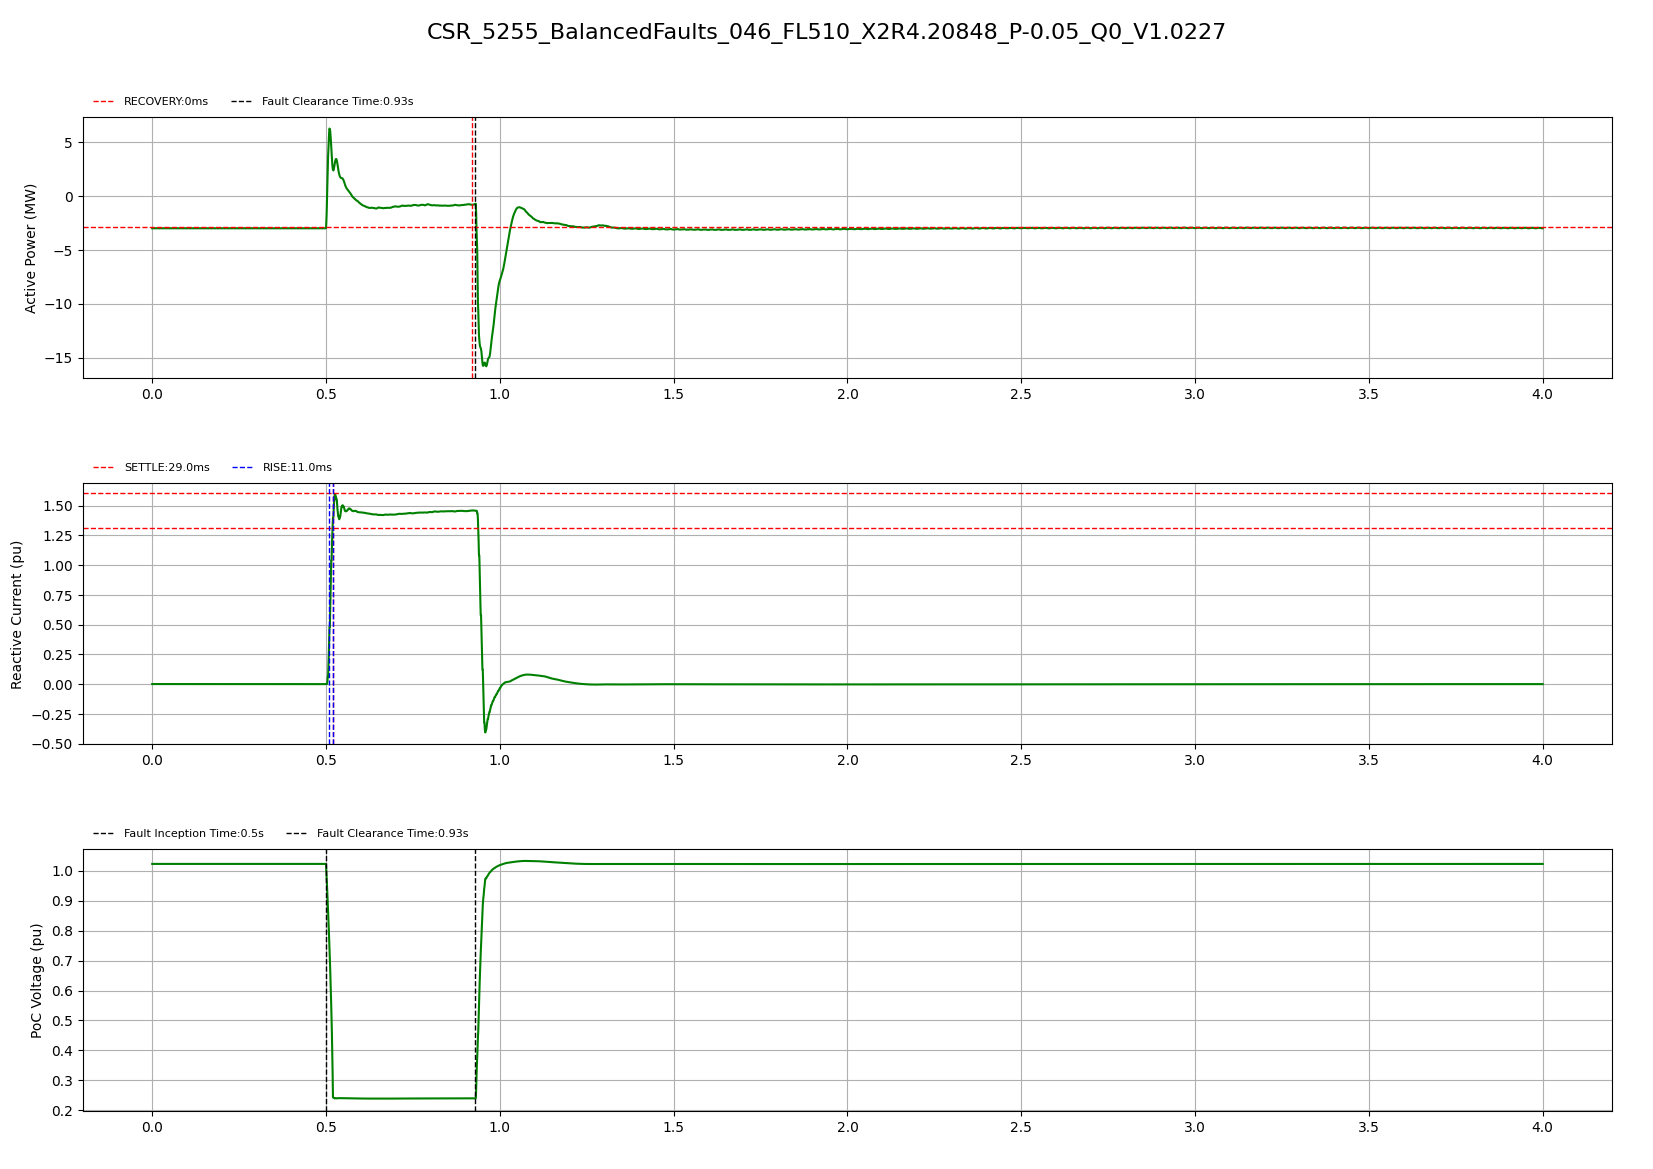 CSR_5255_BalancedFaults_046_FL510_X2R4.20848_P-0.05_Q0_V1.0227
RECOVERY:0ms Fault Clearance Time:0.93s
Active Power (MW)
5
0
−5
−10
−15
0.0 0.5 1.0 1.5 2.0 2.5 3.0 3.5 4.0
SETTLE:29.0ms RISE:11.0ms
Reactive Current (pu)
1.50
1.25
1.00
0.75
0.50
0.25
0.00
−0.25
−0.50
0.0 0.5 1.0 1.5 2.0 2.5 3.0 3.5 4.0
Fault Inception Time:0.5s Fault Clearance Time:0.93s
PoC Voltage (pu)
1.0
0.9
0.8
0.7
0.6
0.5
0.4
0.3
0.2
0.0 0.5 1.0 1.5 2.0 2.5 3.0 3.5 4.0